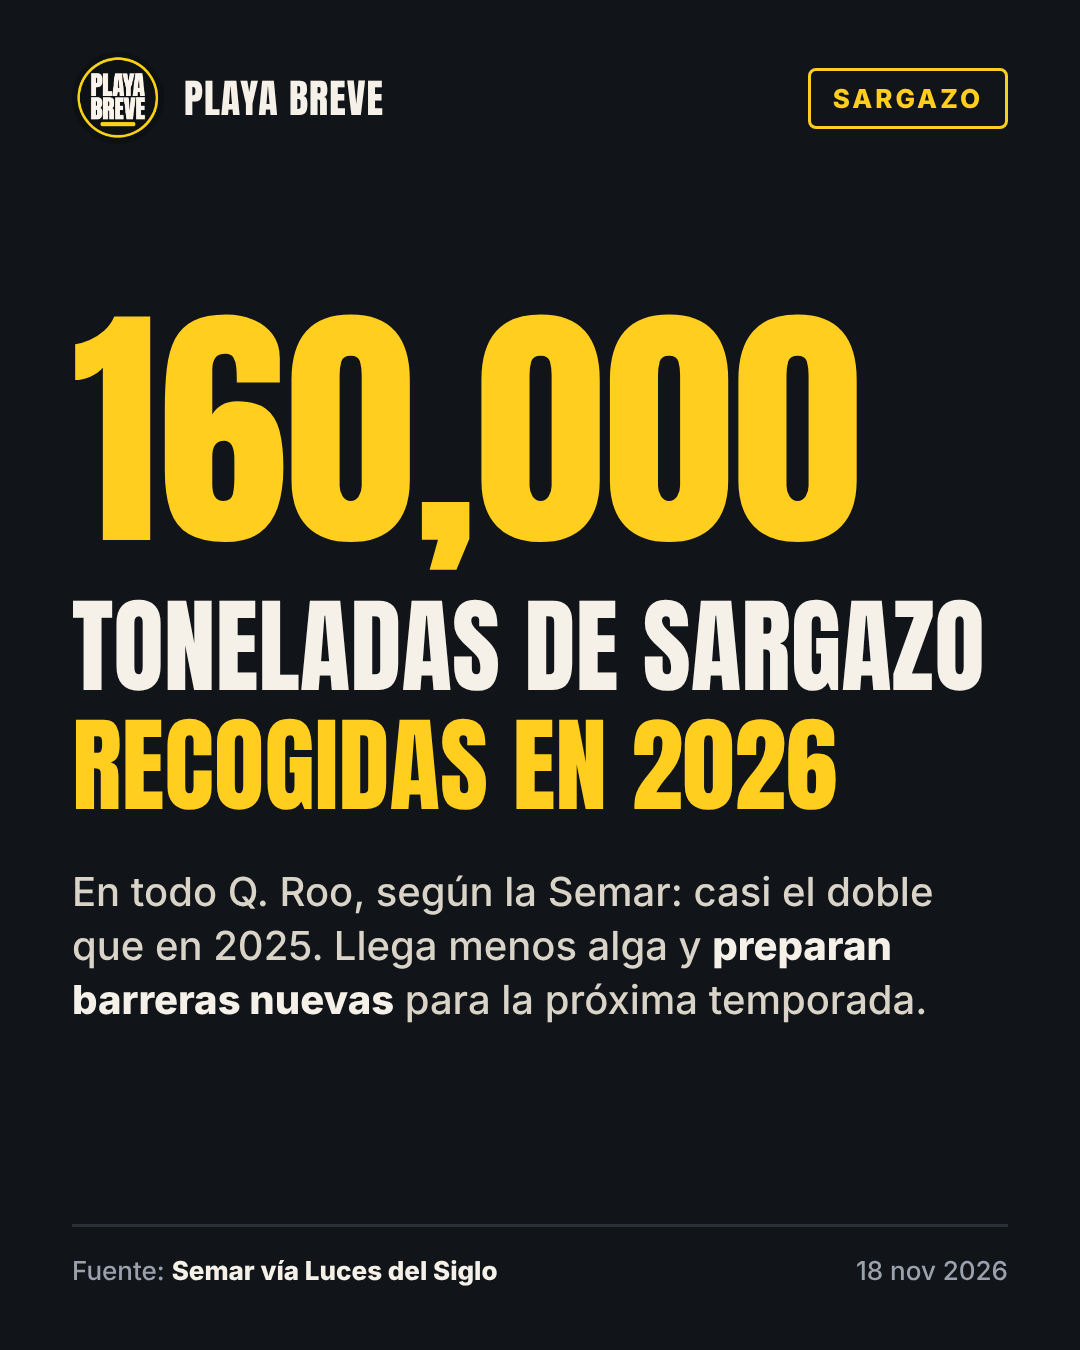 PLAYA
BREVE
PLAYA BREVE
SARGAZO
160,000
TONELADAS DE SARGAZO
RECOGIDAS EN 2026
En todo Q. Roo, según la Semar: casi el doble
que en 2025. Llega menos alga y preparan
barreras nuevas para la próxima temporada.
Fuente: Semar vía Luces del Siglo
18 nov 2026